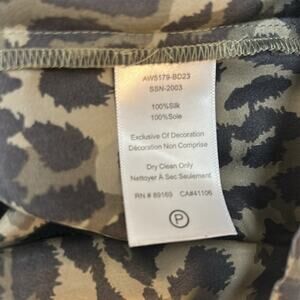 AW5179-BD23
SSN-2003
100%Silk
100%Soie
Exclusive Of Decoration
Décoration Non Comprise
Dry Clean Only
Nettoyer À Sec Seulement
RN # 89169 CA#41106
P